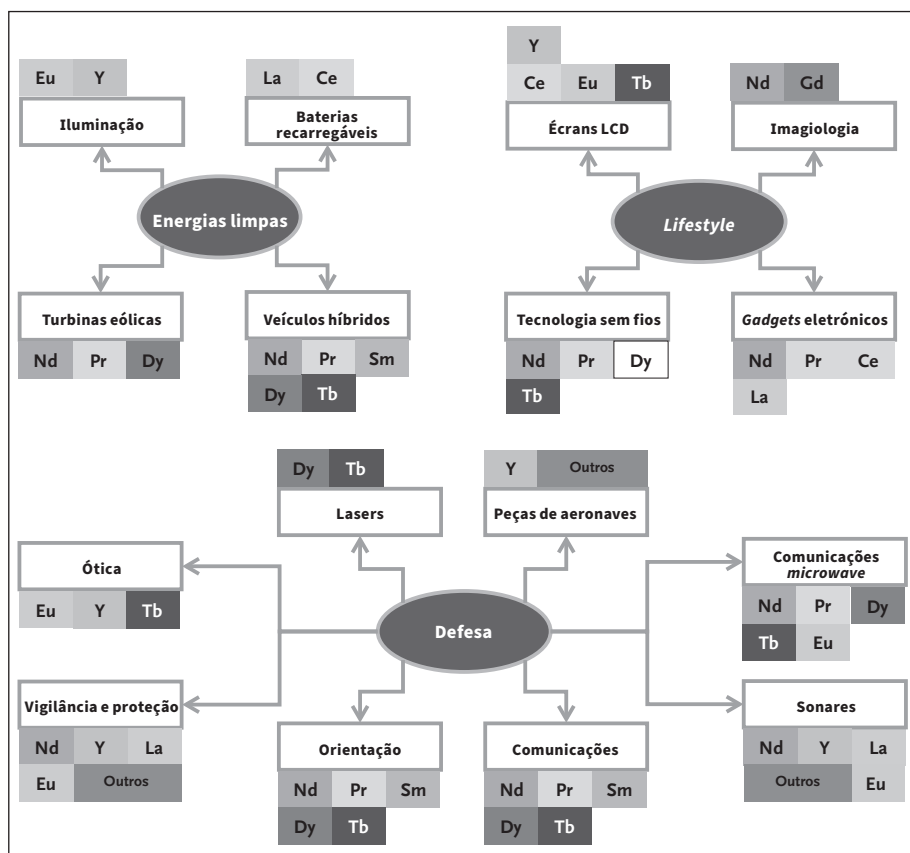 Eu Y
Iluminação
La Ce
Baterias
recarregáveis
Energias limpas
Turbinas eólicas
Nd Pr Dy
Veículos híbridos
Nd Pr Sm
Dy Tb
Y
Ce Eu Tb
Écrans LCD
Nd Gd
Imagiologia
Lifestyle
Tecnologia sem fios
Nd Pr Dy
Tb
Gadgets eletrónicos
Nd Pr Ce
La
Dy Tb
Lasers
Y Outros
Peças de aeronaves
Ótica
Eu Y Tb
Defesa
Comunicações
microwave
Nd Pr Dy
Tb Eu
Vigilância e proteção
Nd Y La
Eu Outros
Orientação
Nd Pr Sm
Dy Tb
Comunicações
Nd Pr Sm
Dy Tb
Sonares
Nd Y La
Outros Eu